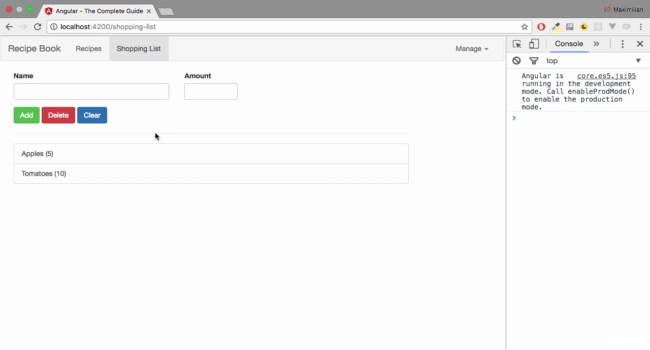 Angular - The Complete Guide
Maximilian
localhost:4200/shopping-list
Recipe Book
Recipes
Shopping List
Manage
Name
Amount
Add
Delete
Clear
Apples (5)
Tomatoes (10)
Console
top
Angular is core.es5.js:95
running in the development
mode. Call enableProdMode()
to enable the production
mode.